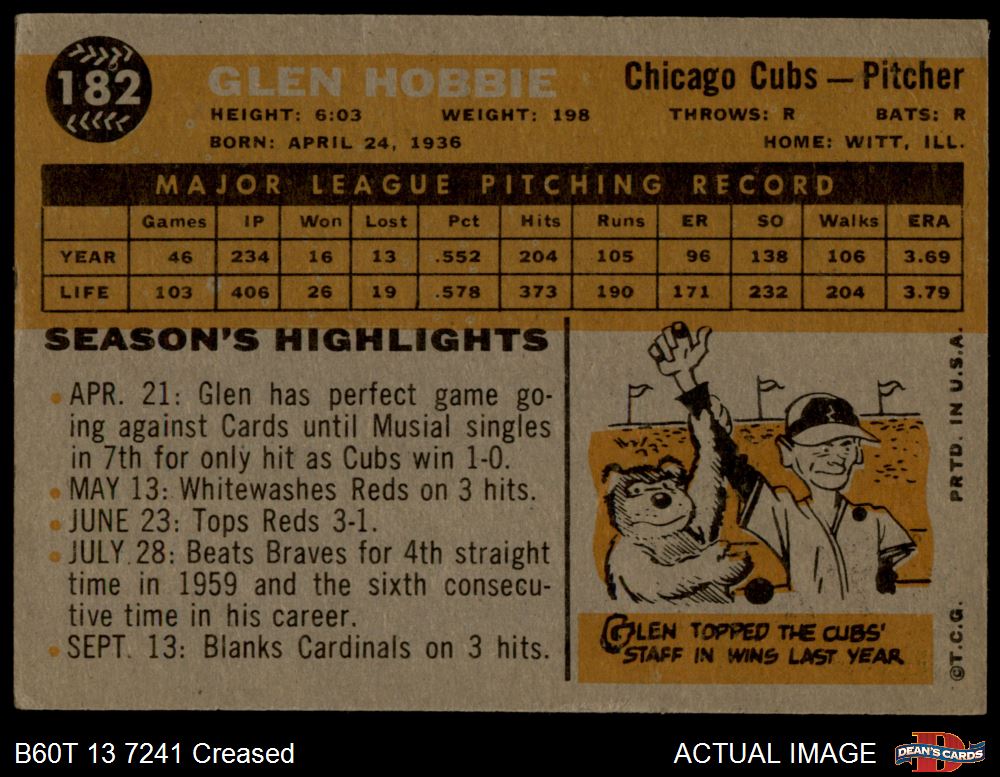 182
GLEN HOBBIE
Chicago Cubs — Pitcher
HEIGHT: 6:03 WEIGHT: 198 THROWS: R BATS: R
BORN: APRIL 24, 1936 HOME: WITT, ILL.
MAJOR LEAGUE PITCHING RECORD
Games IP Won Lost Pct Hits Runs ER SO Walks ERA
YEAR 46 234 16 13 .552 204 105 96 138 106 3.69
LIFE 103 406 26 19 .578 373 190 171 232 204 3.79
SEASON'S HIGHLIGHTS
• APR. 21: Glen has perfect game go-
ing against Cards until Musial singles
in 7th for only hit as Cubs win 1-0.
• MAY 13: Whitewashes Reds on 3 hits.
• JUNE 23: Tops Reds 3-1.
• JULY 28: Beats Braves for 4th straight
time in 1959 and the sixth consecu-
tive time in his career.
• SEPT. 13: Blanks Cardinals on 3 hits.
GLEN TOPPED THE CUBS'
STAFF IN WINS LAST YEAR
PRTD. IN U.S.A.
©T.C.G.
B60T 13 7241 Creased
ACTUAL IMAGE
DEAN'S CARDS